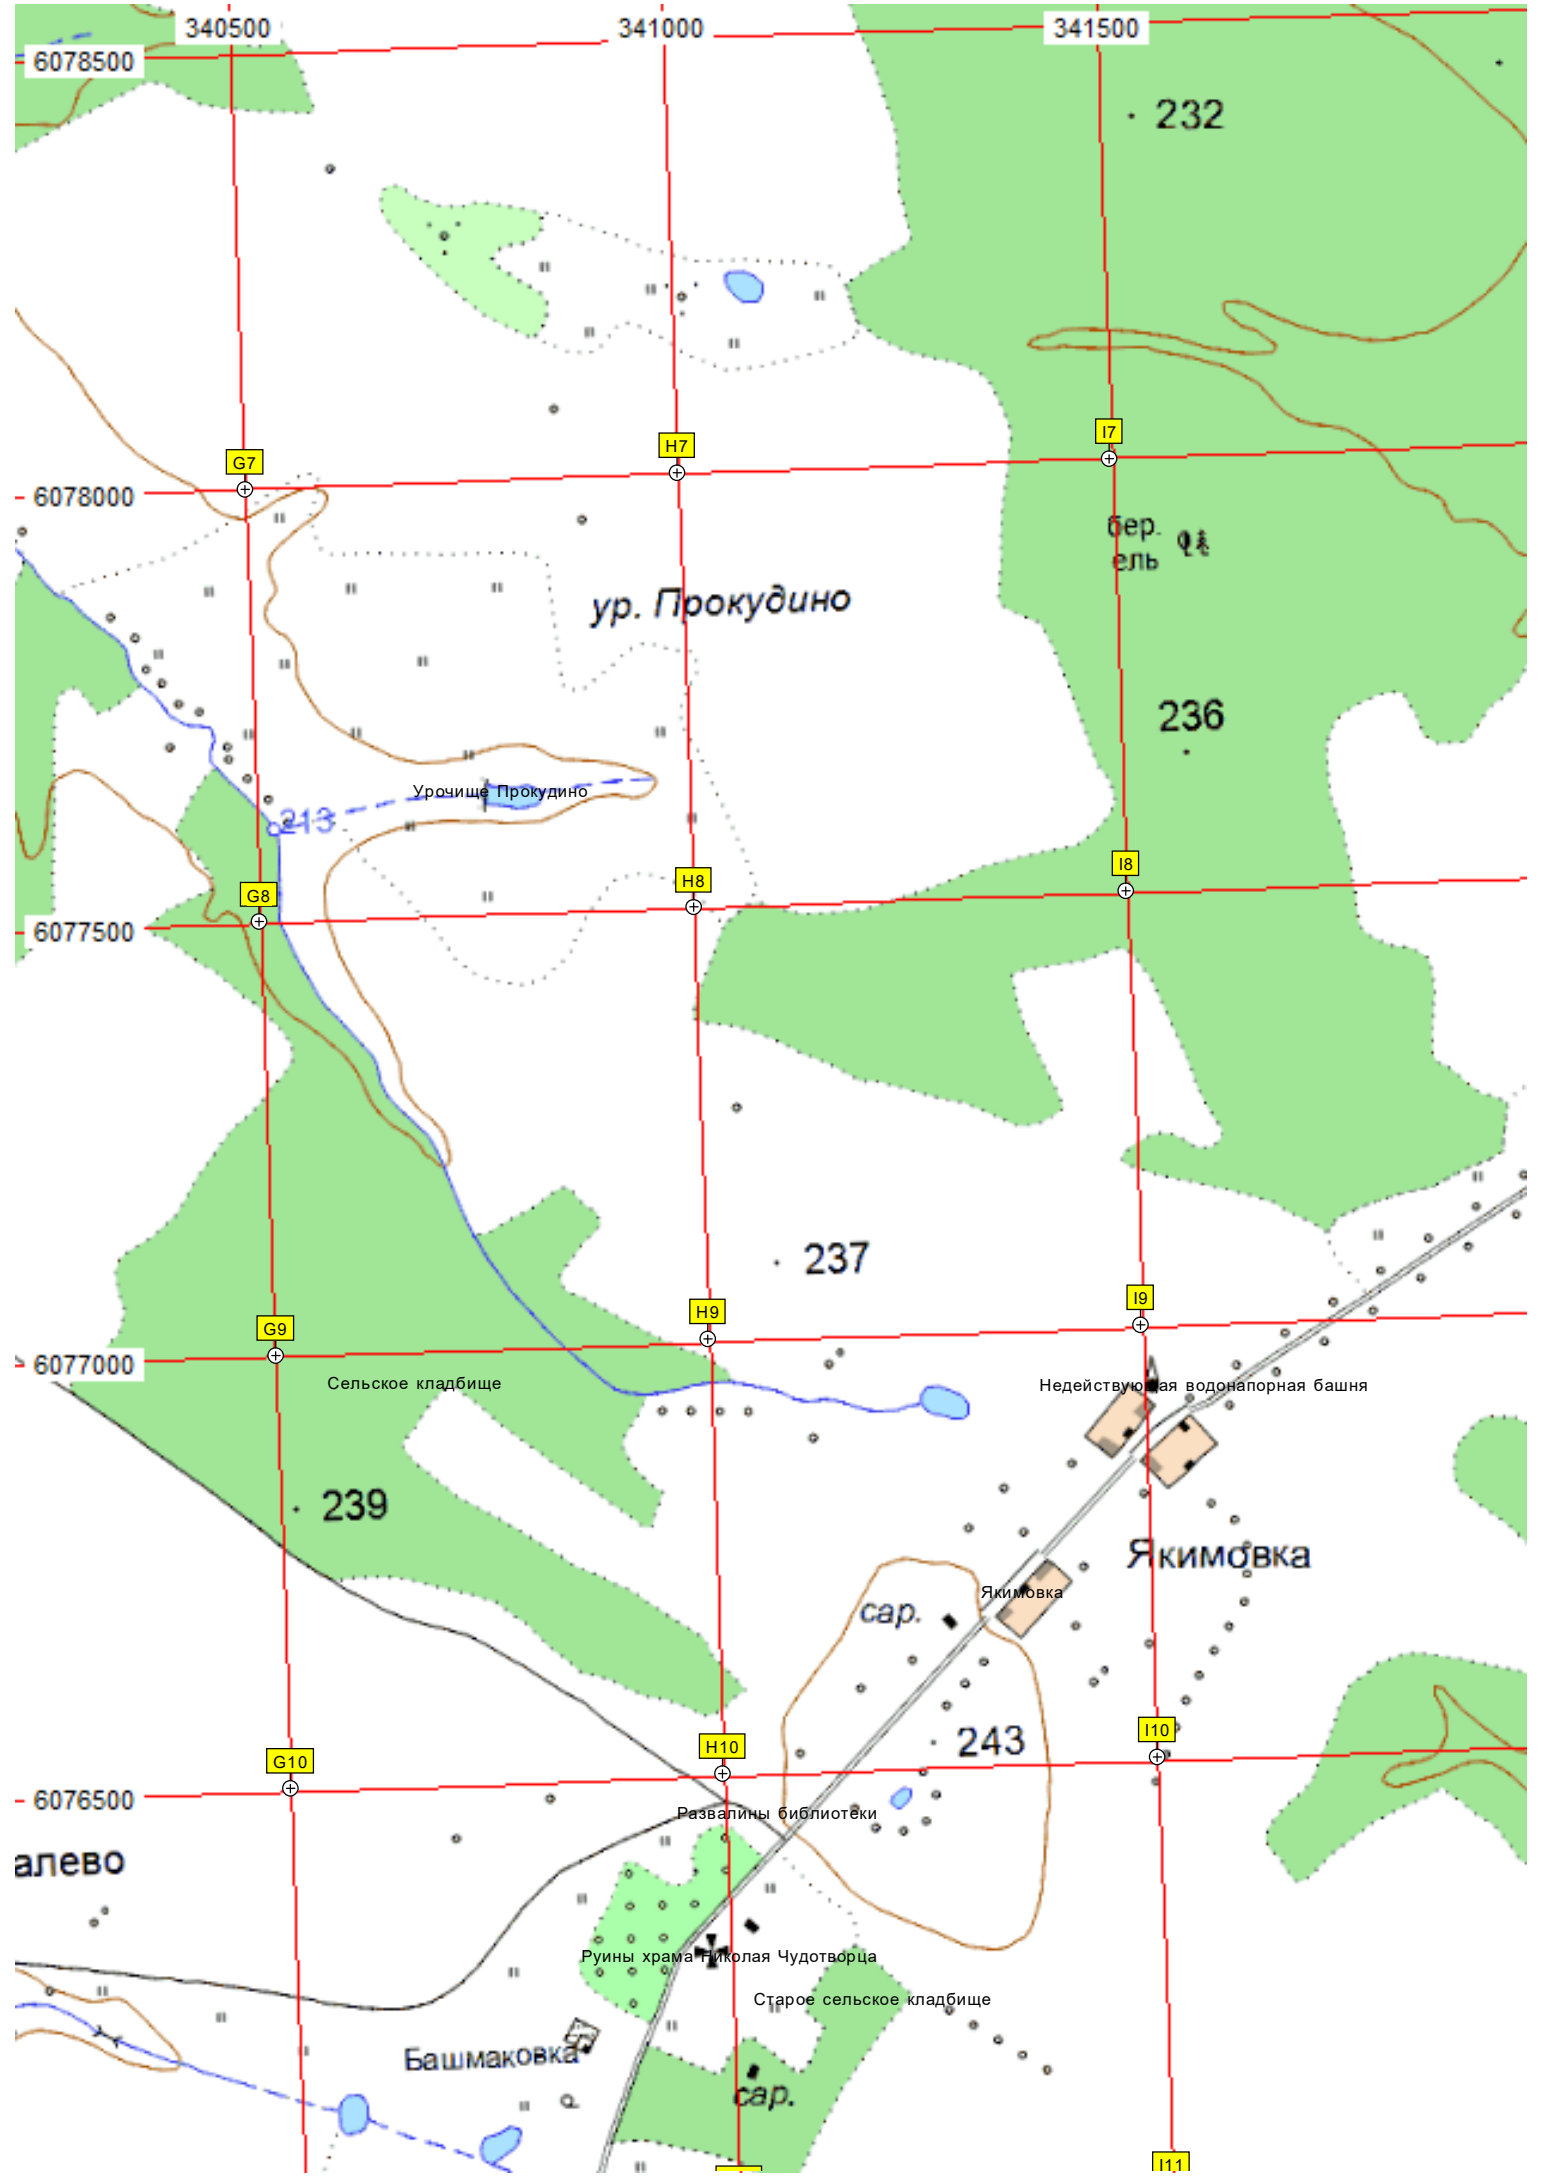 340500
341000
341500
6078500
232
G7
H7
I7
6078000
бер.
ель
ур. Прокудино
236
Урочище Прокудино
213
G8
H8
I8
6077500
237
G9
H9
I9
6077000
Сельское кладбище
Недействующая водонапорная башня
239
Якимовка
Якимовка
сар.
243
G10
H10
I10
6076500
Развалины библиотеки
алево
Руины храма Николая Чудотворца
Старое сельское кладбище
Башмаковка
сар.
I11